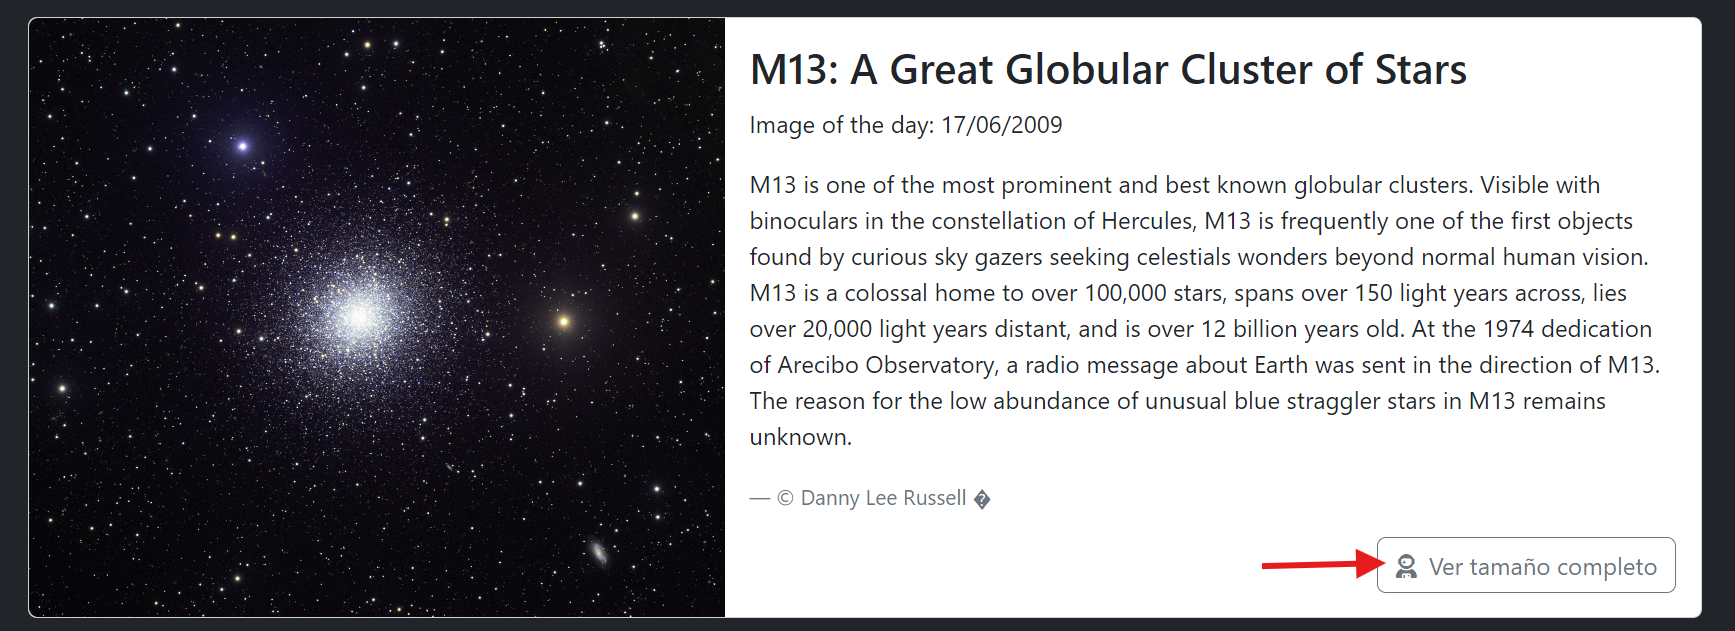 M13: A Great Globular Cluster of Stars
Image of the day: 17/06/2009
M13 is one of the most prominent and best known globular clusters. Visible with
binoculars in the constellation of Hercules, M13 is frequently one of the first objects
found by curious sky gazers seeking celestials wonders beyond normal human vision.
M13 is a colossal home to over 100,000 stars, spans over 150 light years across, lies
over 20,000 light years distant, and is over 12 billion years old. At the 1974 dedication
of Arecibo Observatory, a radio message about Earth was sent in the direction of M13.
The reason for the low abundance of unusual blue straggler stars in M13 remains
unknown.
— © Danny Lee Russell �
Ver tamaño completo